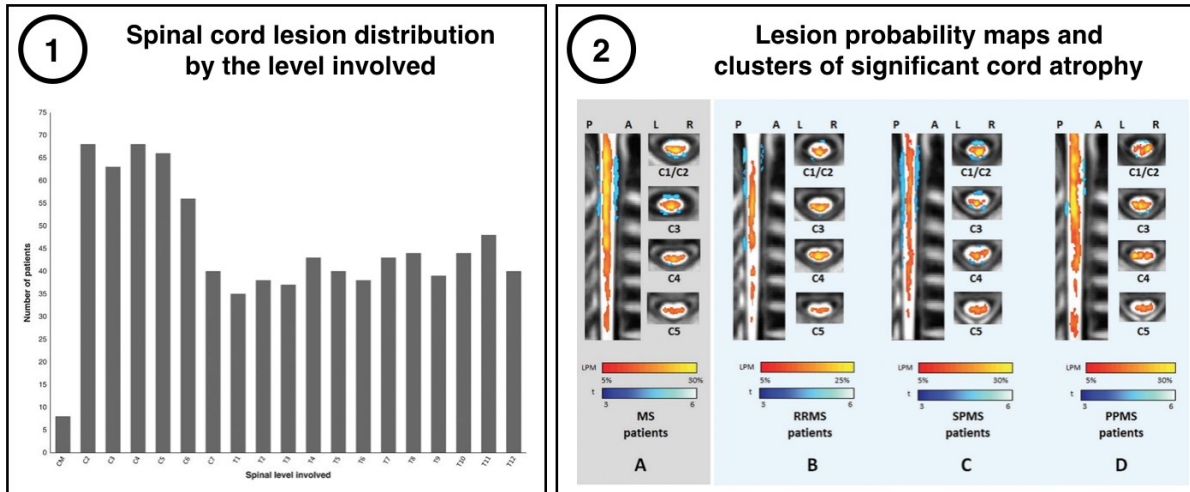 1
Spinal cord lesion distribution
by the level involved
75
70
65
60
55
50
45
40
35
30
25
20
15
10
5
0
Number of patients
CM C2 C3 C4 C5 C6 C7 T1 T2 T3 T4 T5 T6 T7 T8 T9 T10 T11 T12
Spinal level involved
2
Lesion probability maps and
clusters of significant cord atrophy
P A L R
C1/C2
C3
C4
C5
LPM
5% 30%
t
3 6
MS
patients
A
P A L R
C1/C2
C3
C4
C5
LPM
5% 25%
t
3 6
RRMS
patients
B
P A L R
C1/C2
C3
C4
C5
LPM
5% 30%
t
3 6
SPMS
patients
C
P A L R
C1/C2
C3
C4
C5
LPM
5% 30%
t
3 6
PPMS
patients
D